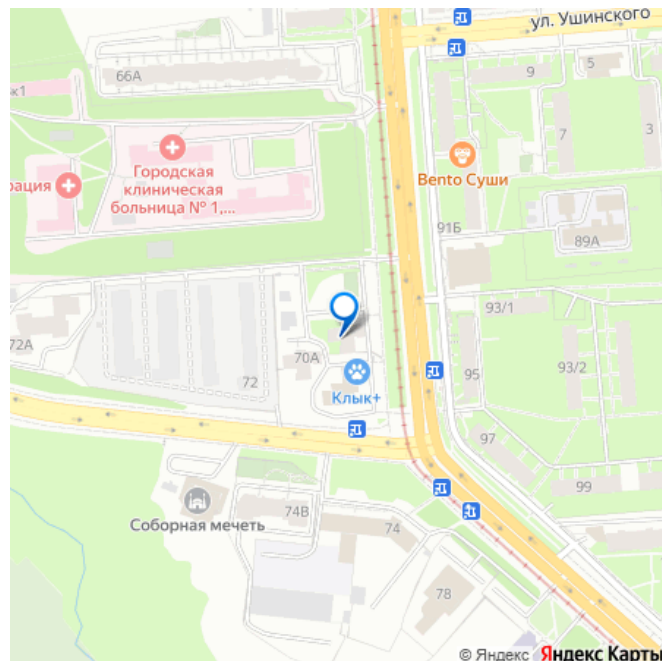 ул. Ушинского
66А
9
5
к1
7
3
Городская
клиническая
больница № 1,...
рация
Bento Суши
91Б
89А
93/1
72А
70А
72
95
93/2
Клык+
97
99
Соборная мечеть
74В
74
78
© Яндекс Яндекс Карты